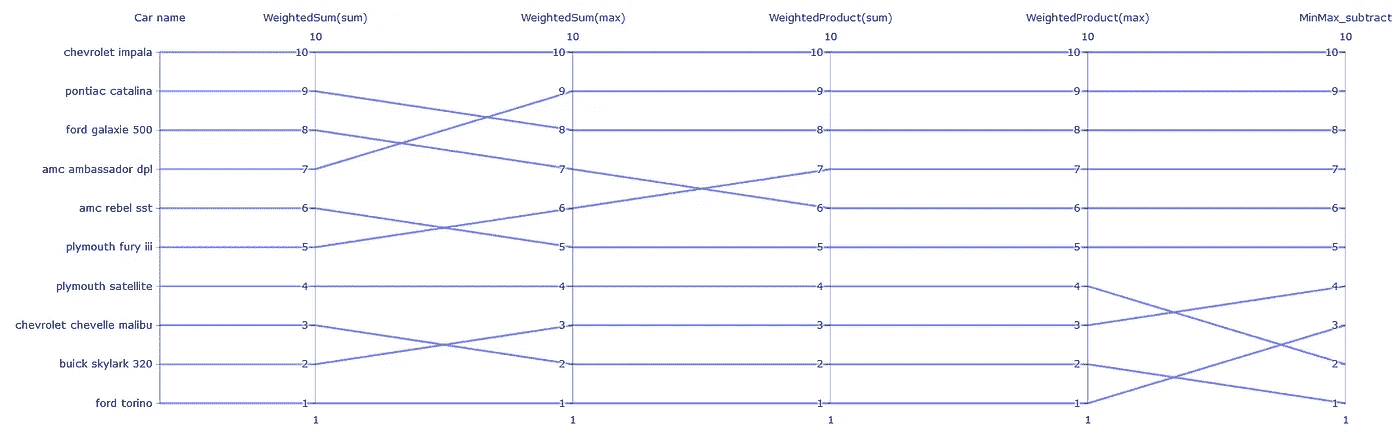 Car name WeightedSum(sum) WeightedSum(max) WeightedProduct(sum) WeightedProduct(max) MinMax_subtract
10 10 10 10 10
chevrolet impala 10 10 10 10 10
pontiac catalina 9 9 9 9 9
ford galaxie 500 8 8 8 8 8
amc ambassador dpl 7 7 7 7 7
amc rebel sst 6 6 6 6 6
plymouth fury iii 5 5 5 5 5
plymouth satellite 4 4 4 4 4
chevrolet chevelle malibu 3 3 3 3 3
buick skylark 320 2 2 2 2 2
ford torino 1 1 1 1 1
1 1 1 1 1